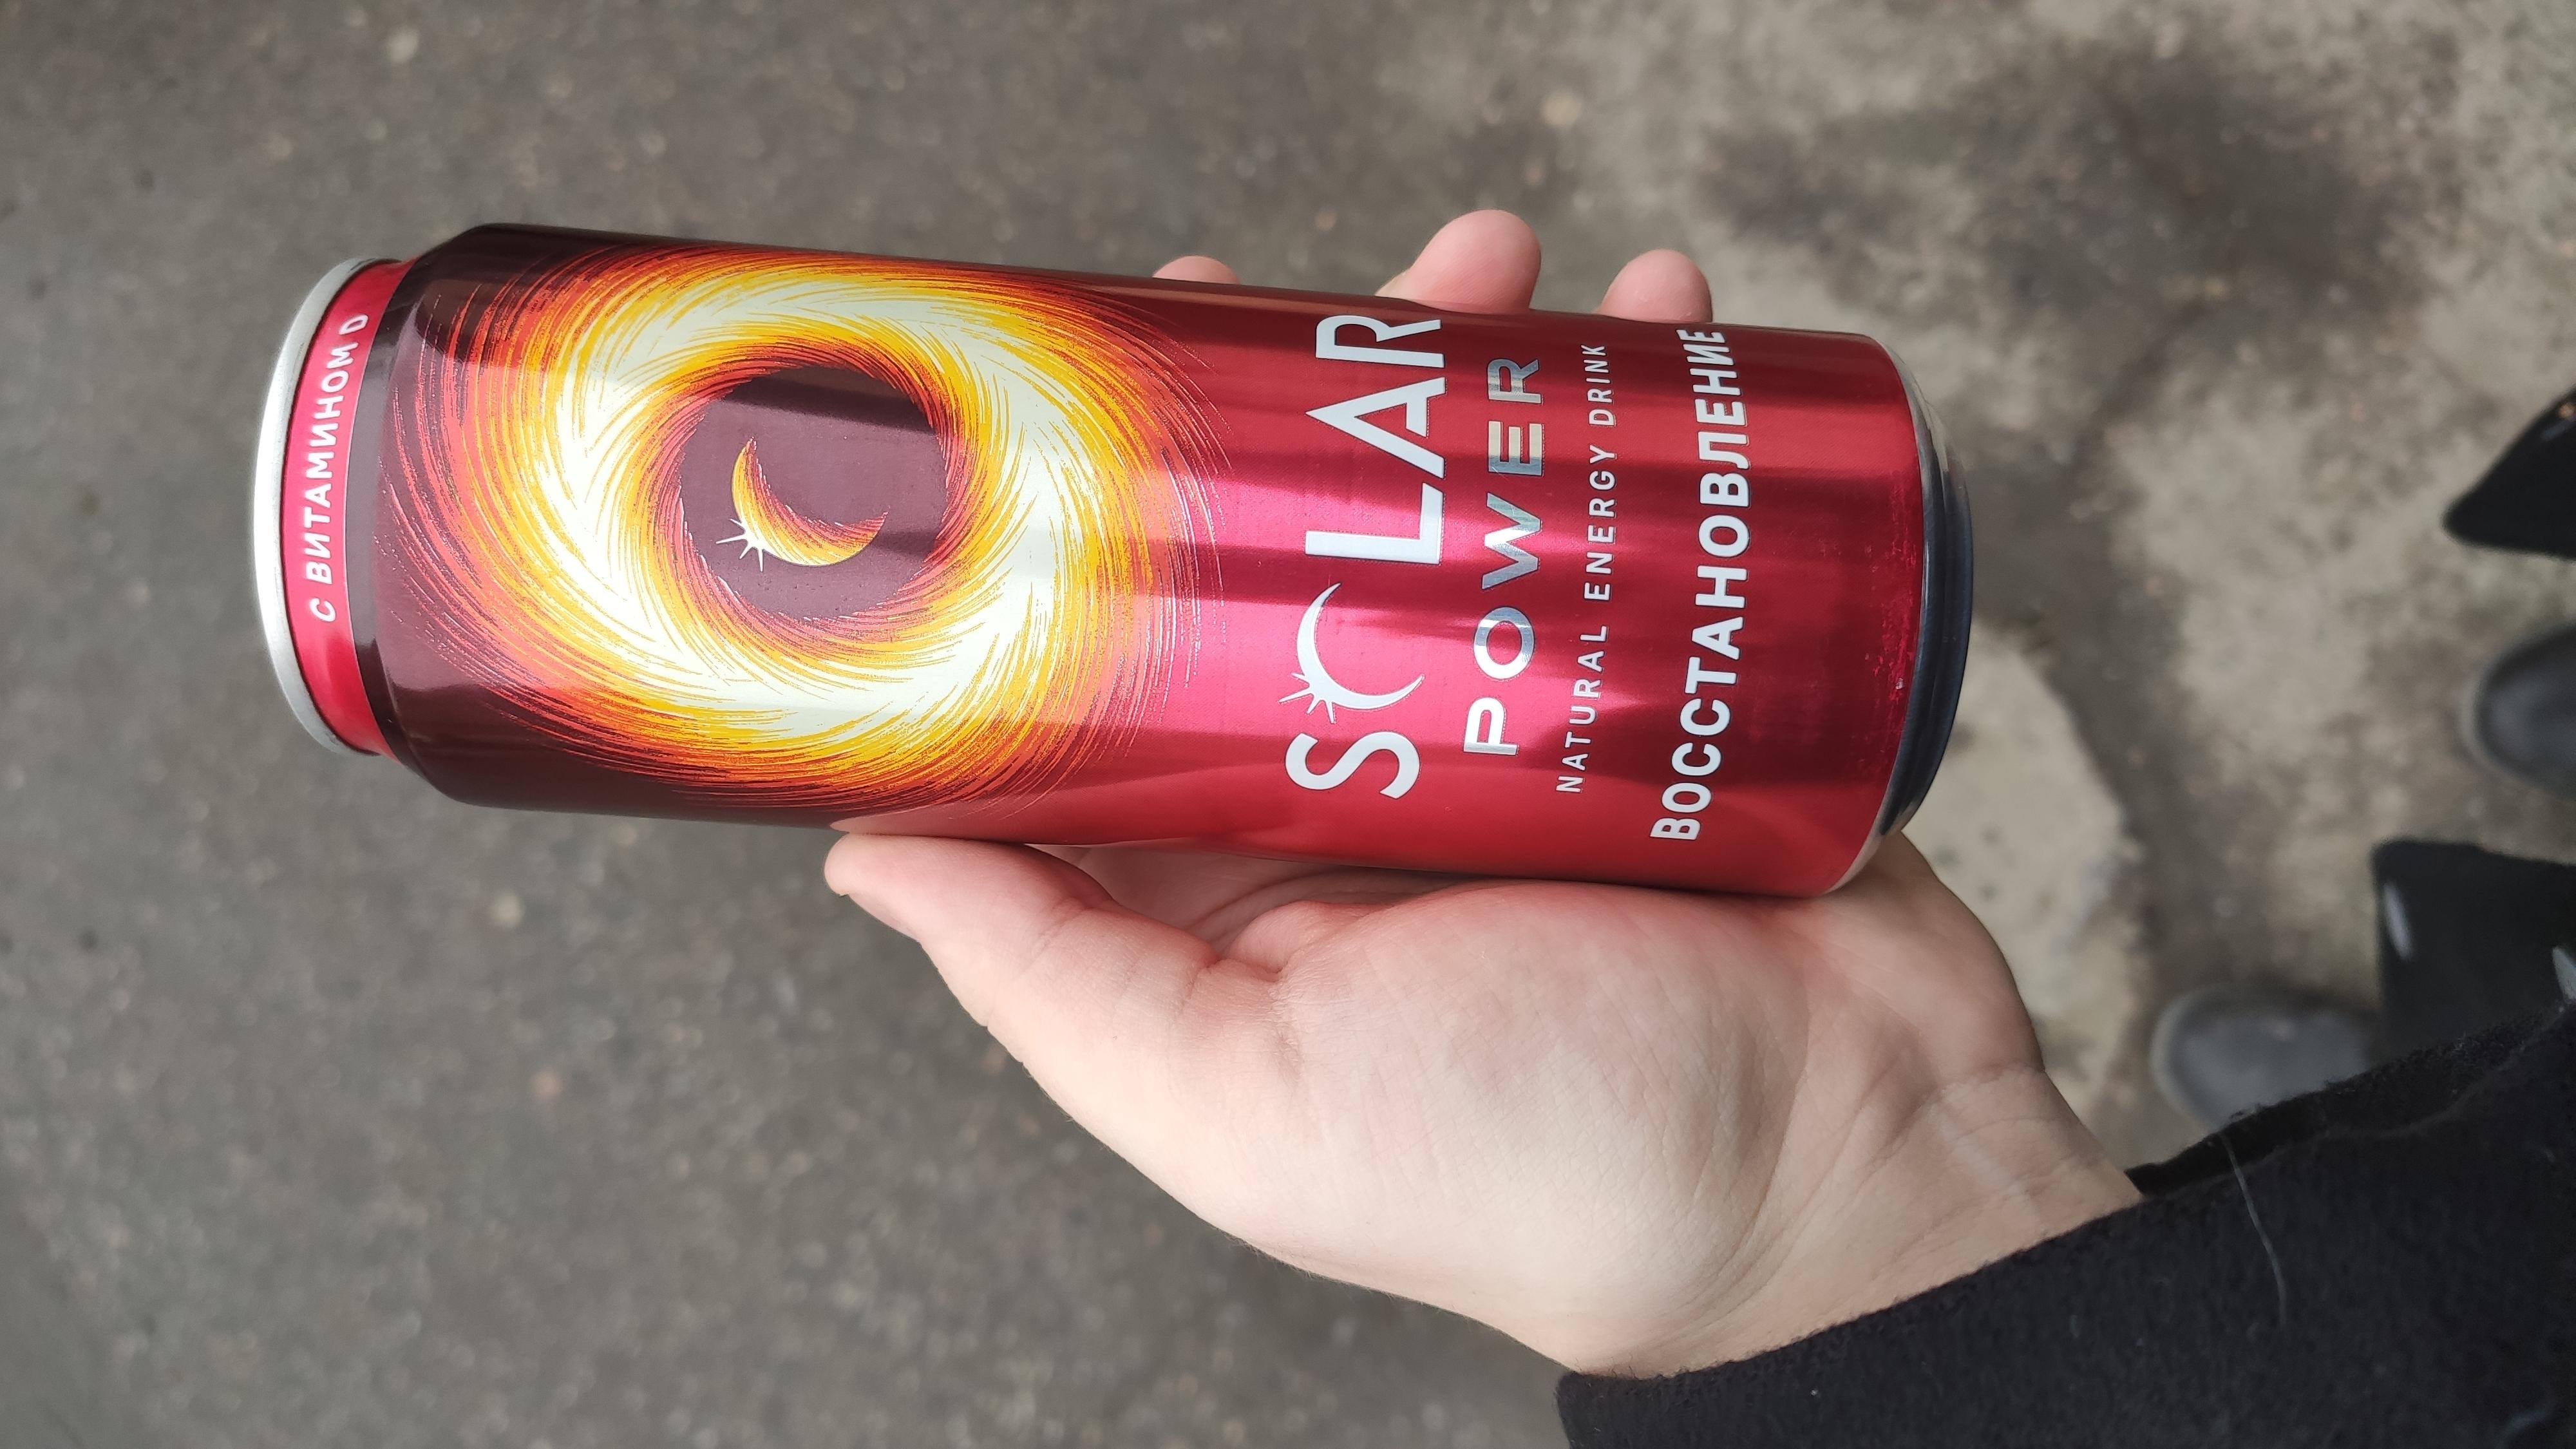 С ВИТАМИНОМ D
SOLAR
POWER
NATURAL ENERGY DRINK
ВОССТАНОВЛЕНИЕ